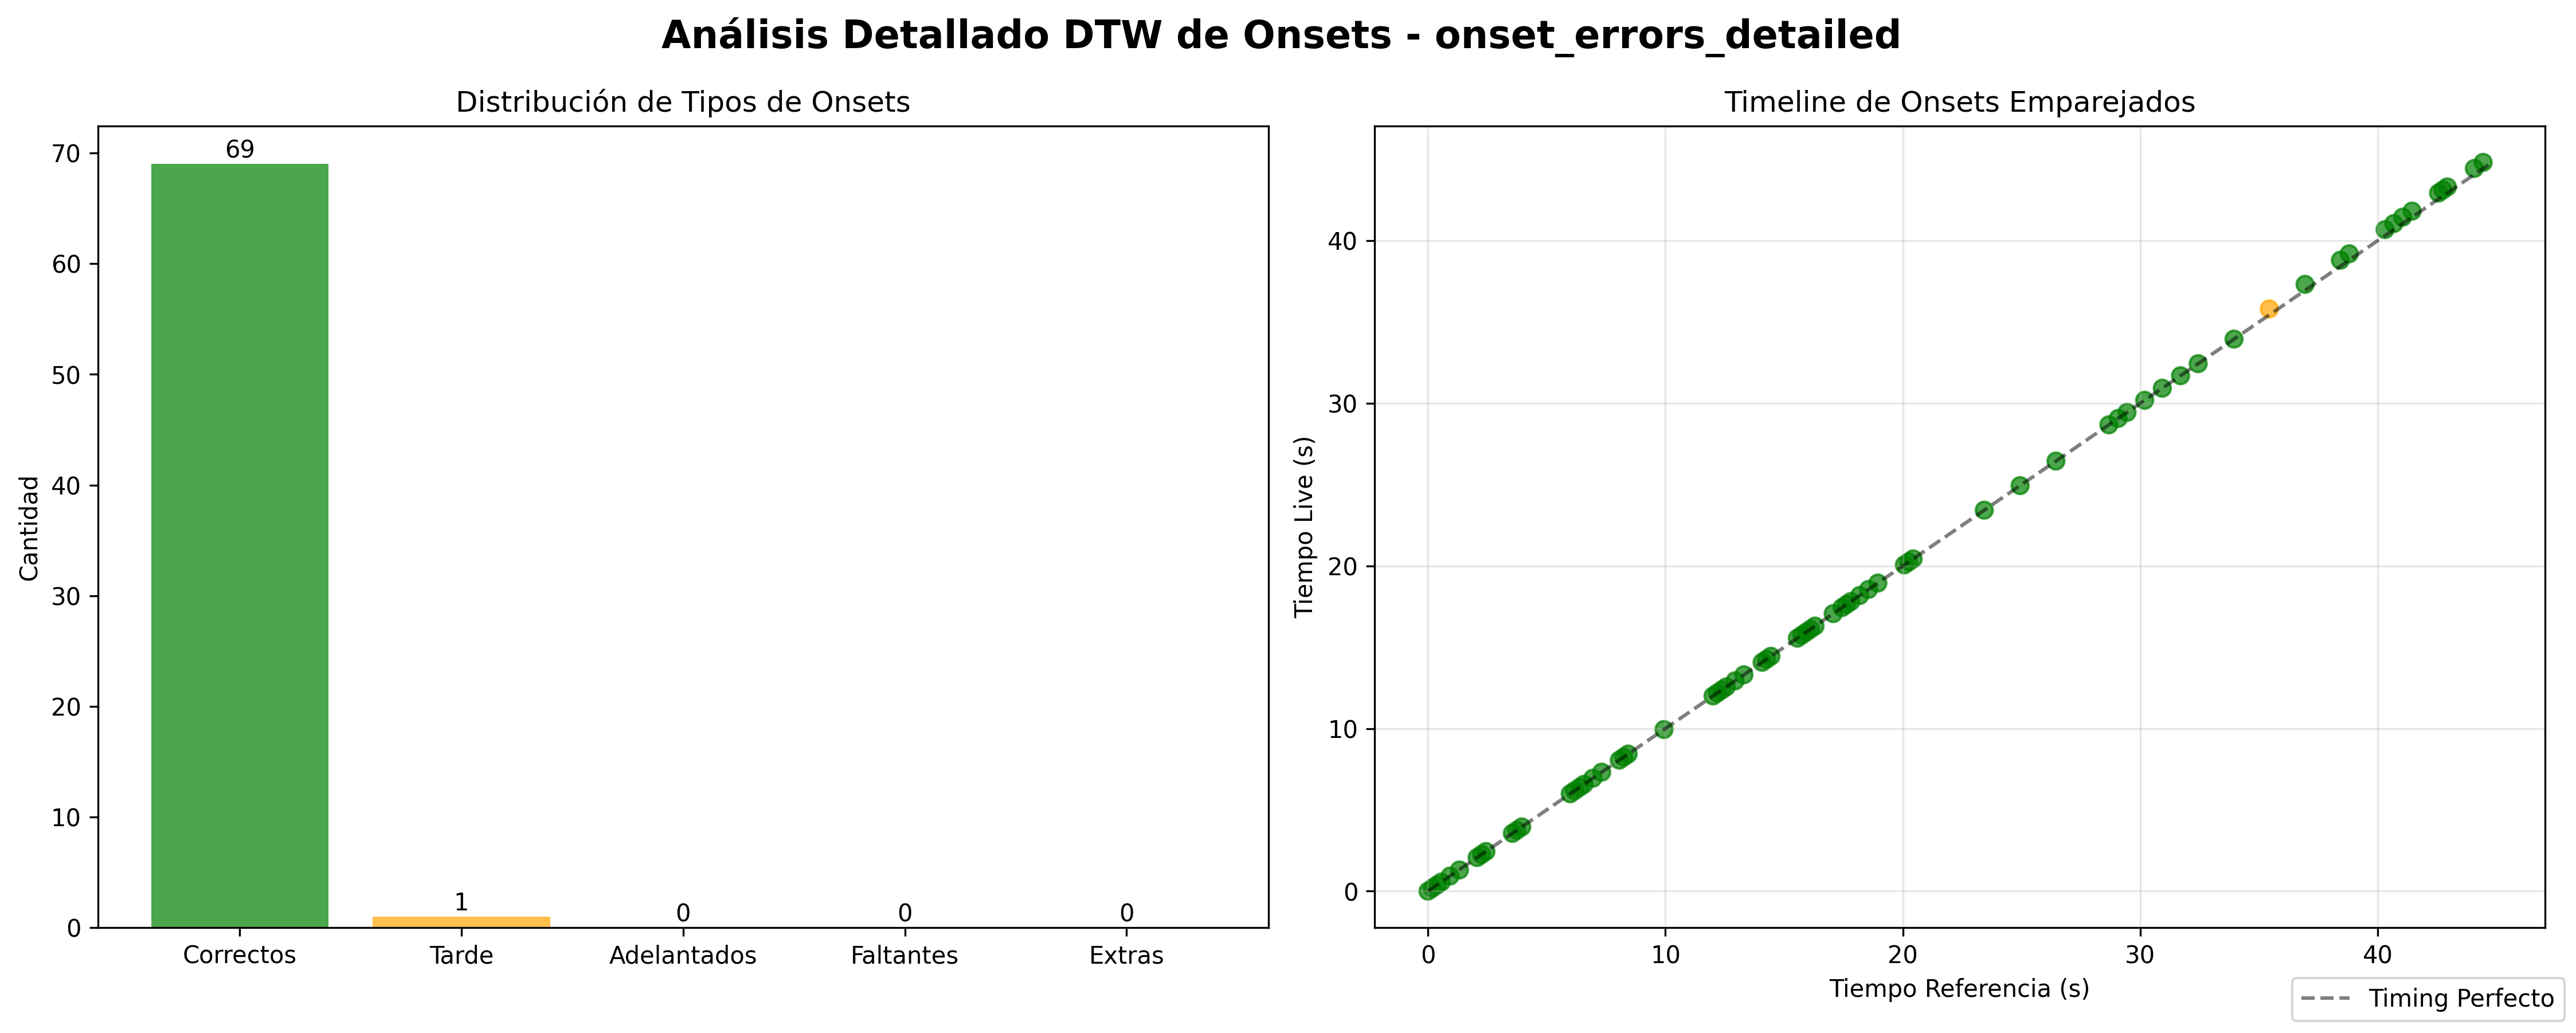 Análisis Detallado DTW de Onsets - onset_errors_detailed
Distribución de Tipos de Onsets
Cantidad
70
60
50
40
30
20
10
0
69
1
0
0
0
Correctos
Tarde
Adelantados
Faltantes
Extras
Timeline de Onsets Emparejados
Tiempo Live (s)
40
30
20
10
0
0
10
20
30
40
Tiempo Referencia (s)
Timing Perfecto